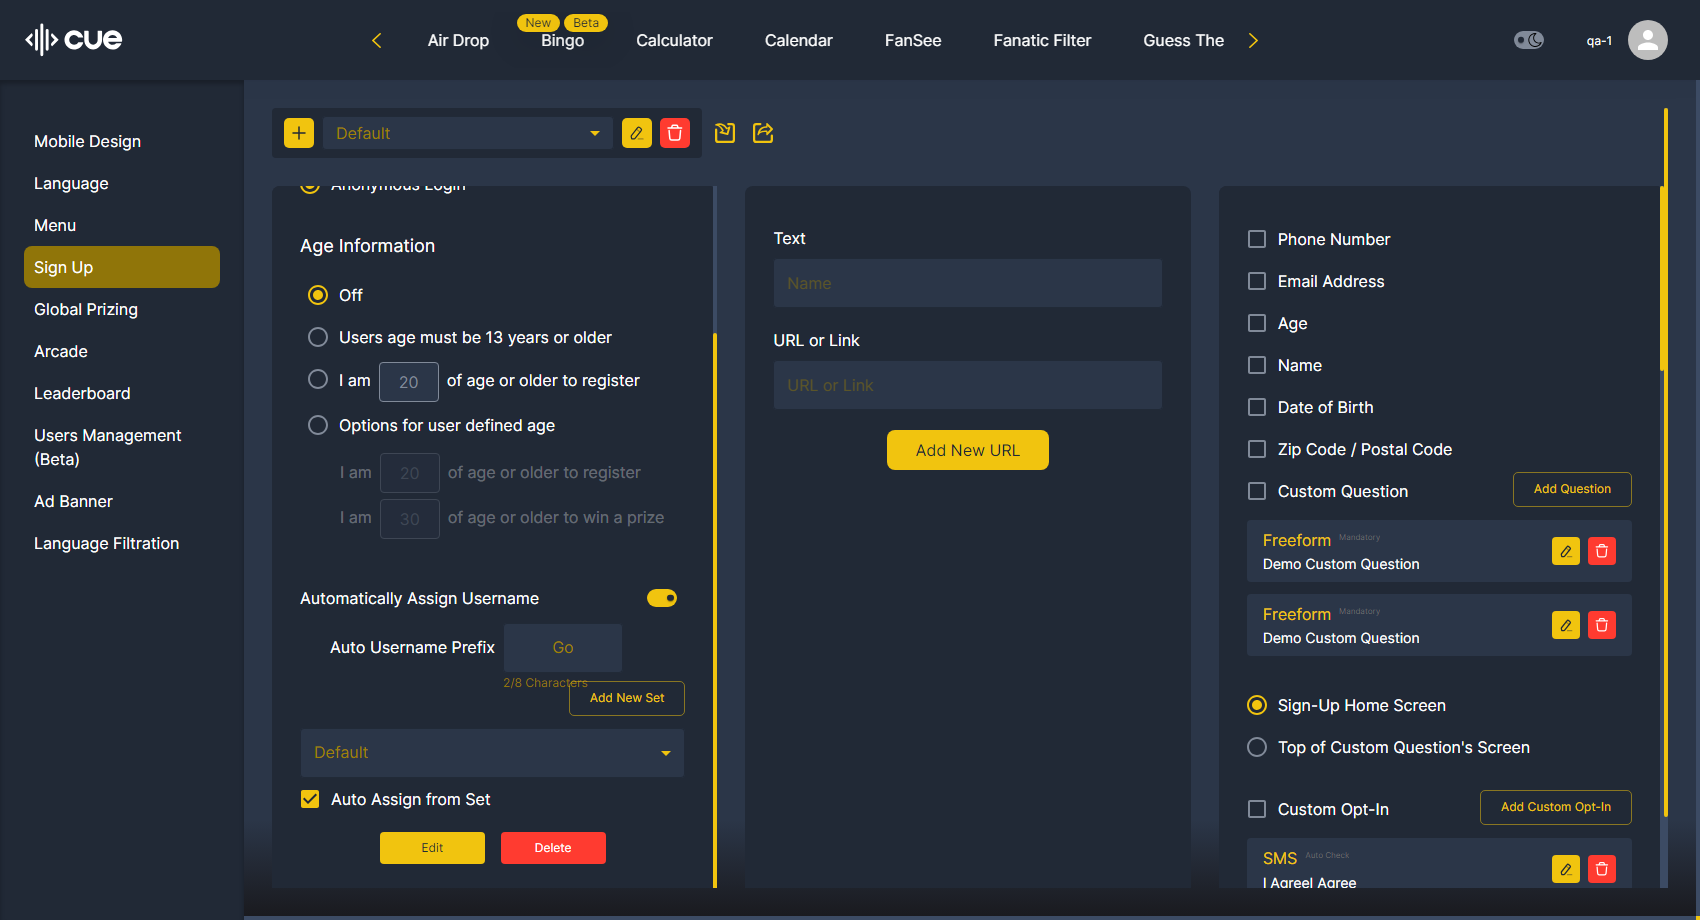 cue
Air Drop
New
Beta
Bingo
Calculator
Calendar
FanSee
Fanatic Filter
Guess The
qa-1
Mobile Design
Language
Menu
Sign Up
Global Prizing
Arcade
Leaderboard
Users Management
(Beta)
Ad Banner
Language Filtration
Default
Anonymous Login
Age Information
Off
Users age must be 13 years or older
I am 20 of age or older to register
Options for user defined age
I am 20 of age or older to register
I am 30 of age or older to win a prize
Automatically Assign Username
Auto Username Prefix Go
2/8 Characters
Add New Set
Default
Auto Assign from Set
Edit Delete
Text
Name
URL or Link
URL or Link
Add New URL
Phone Number
Email Address
Age
Name
Date of Birth
Zip Code / Postal Code
Custom Question Add Question
Freeform Mandatory
Demo Custom Question
Freeform Mandatory
Demo Custom Question
Sign-Up Home Screen
Top of Custom Question's Screen
Custom Opt-In Add Custom Opt-In
SMS Auto Check
I AgreeI Agree